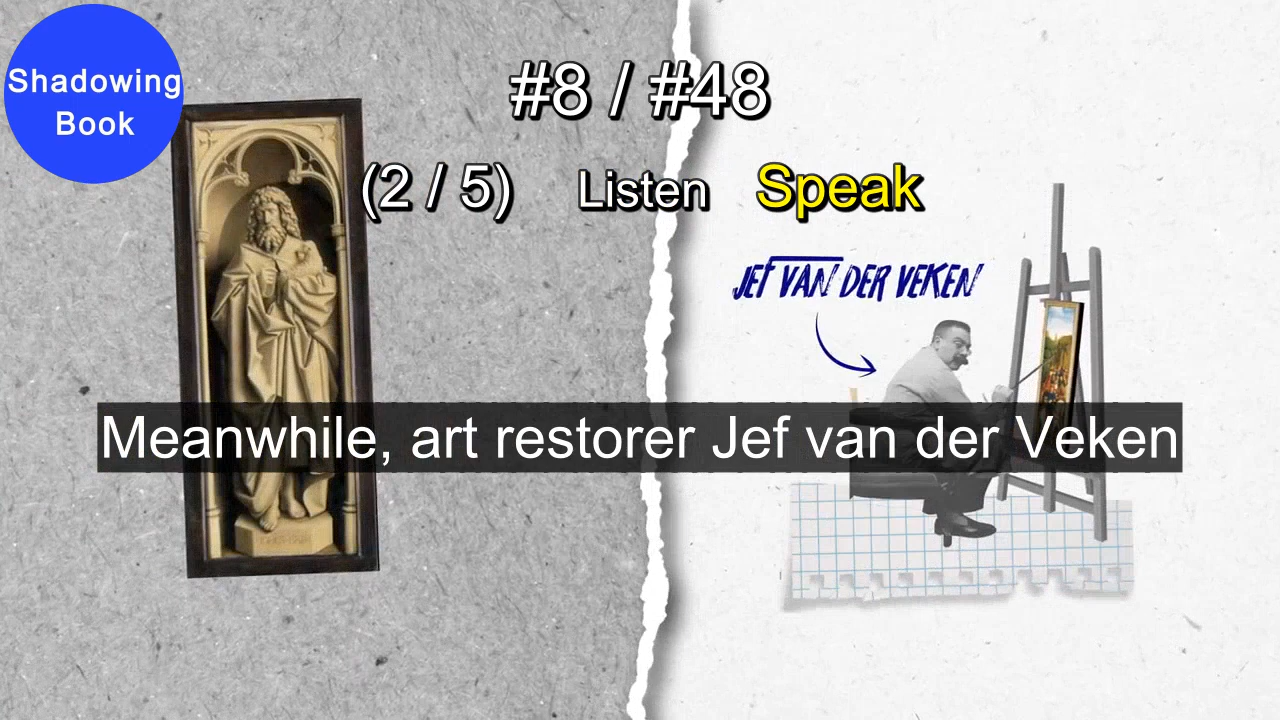 Shadowing
Book
#8 / #48
(2 / 5) Listen Speak
JEF VAN DER VEKEN
Meanwhile, art restorer Jef van der Veken